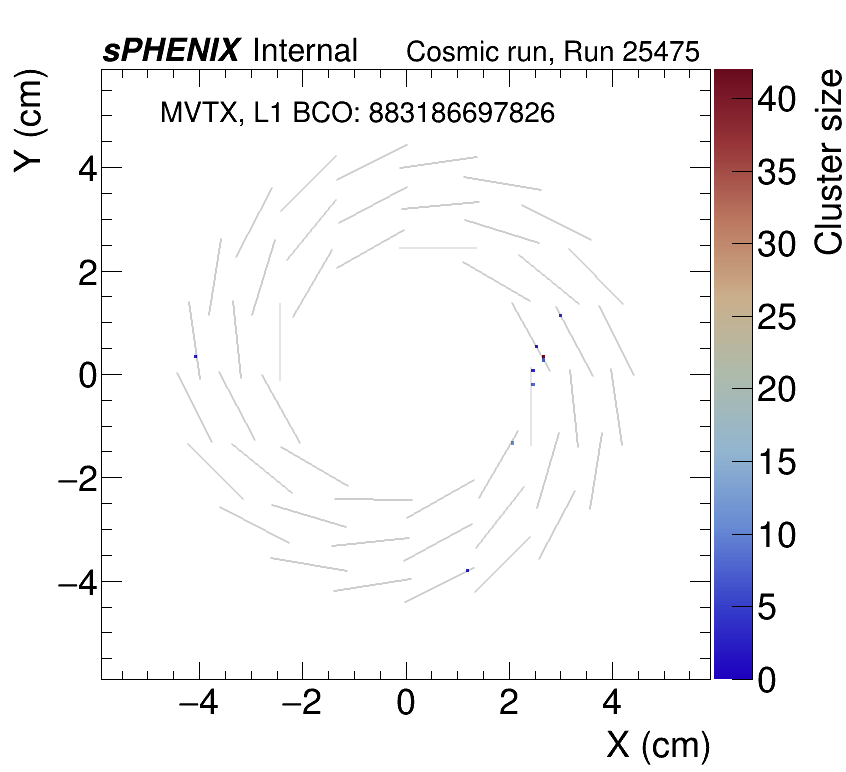 sPHENIX Internal Cosmic run, Run 25475
MVTX, L1 BCO: 883186697826
Y (cm)
4
2
0
−2
−4
−4 −2 0 2 4
X (cm)
40
35
30
25
20
15
10
5
0
Cluster size